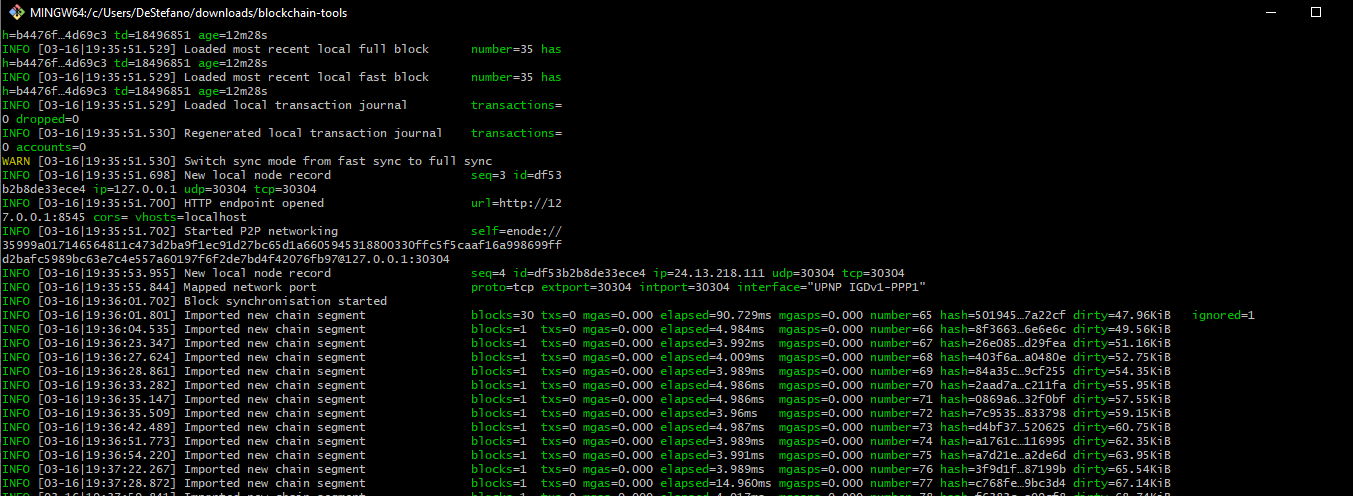 MINGW64:/c/Users/DeStefano/downloads/blockchain-tools
h=b4476f…4d69c3 td=18496851 age=12m28s
INFO [03-16|19:35:51.529] Loaded most recent local full block number=35 has
h=b4476f…4d69c3 td=18496851 age=12m28s
INFO [03-16|19:35:51.529] Loaded most recent local fast block number=35 has
h=b4476f…4d69c3 td=18496851 age=12m28s
INFO [03-16|19:35:51.529] Loaded local transaction journal transactions=
0 dropped=0
INFO [03-16|19:35:51.530] Regenerated local transaction journal transactions=
0 accounts=0
WARN [03-16|19:35:51.530] Switch sync mode from fast sync to full sync
INFO [03-16|19:35:51.698] New local node record seq=3 id=df53
b2b8de33ece4 ip=127.0.0.1 udp=30304 tcp=30304
INFO [03-16|19:35:51.700] HTTP endpoint opened url=http://12
7.0.0.1:8545 cors= vhosts=localhost
INFO [03-16|19:35:51.702] Started P2P networking self=enode://
35999a017146564811c473d2ba9f1ec91d27bc65d1a6605945318800330ffc5f5caaf16a998699ff
d2bafc5989bc63e7c4e557a60197f6f2de7bd4f42076fb97@127.0.0.1:30304
INFO [03-16|19:35:53.955] New local node record seq=4 id=df53b2b8de33ece4 ip=24.13.218.111 udp=30304 tcp=30304
INFO [03-16|19:35:55.844] Mapped network port proto=tcp extport=30304 intport=30304 interface="UPNP IGDv1-PPP1"
INFO [03-16|19:36:01.702] Block synchronisation started
INFO [03-16|19:36:01.801] Imported new chain segment blocks=30 txs=0 mgas=0.000 elapsed=90.729ms mgasps=0.000 number=65 hash=501945…7a22cf dirty=47.96KiB ignored=1
INFO [03-16|19:36:04.535] Imported new chain segment blocks=1 txs=0 mgas=0.000 elapsed=4.984ms mgasps=0.000 number=66 hash=8f3663…6e6e6c dirty=49.56KiB
INFO [03-16|19:36:23.347] Imported new chain segment blocks=1 txs=0 mgas=0.000 elapsed=3.992ms mgasps=0.000 number=67 hash=26e085…d29fea dirty=51.16KiB
INFO [03-16|19:36:27.624] Imported new chain segment blocks=1 txs=0 mgas=0.000 elapsed=4.009ms mgasps=0.000 number=68 hash=403f6a…a0480e dirty=52.75KiB
INFO [03-16|19:36:28.861] Imported new chain segment blocks=1 txs=0 mgas=0.000 elapsed=3.989ms mgasps=0.000 number=69 hash=84a35c…9cf255 dirty=54.35KiB
INFO [03-16|19:36:33.282] Imported new chain segment blocks=1 txs=0 mgas=0.000 elapsed=4.986ms mgasps=0.000 number=70 hash=2aad7a…c211fa dirty=55.95KiB
INFO [03-16|19:36:35.147] Imported new chain segment blocks=1 txs=0 mgas=0.000 elapsed=4.986ms mgasps=0.000 number=71 hash=0869a6…32f0bf dirty=57.55KiB
INFO [03-16|19:36:35.509] Imported new chain segment blocks=1 txs=0 mgas=0.000 elapsed=3.96ms mgasps=0.000 number=72 hash=7c9535…833798 dirty=59.15KiB
INFO [03-16|19:36:42.489] Imported new chain segment blocks=1 txs=0 mgas=0.000 elapsed=4.987ms mgasps=0.000 number=73 hash=d4bf37…520625 dirty=60.75KiB
INFO [03-16|19:36:51.773] Imported new chain segment blocks=1 txs=0 mgas=0.000 elapsed=3.989ms mgasps=0.000 number=74 hash=a1761c…116995 dirty=62.35KiB
INFO [03-16|19:36:54.220] Imported new chain segment blocks=1 txs=0 mgas=0.000 elapsed=3.991ms mgasps=0.000 number=75 hash=a7d21e…a2de6d dirty=63.95KiB
INFO [03-16|19:37:22.267] Imported new chain segment blocks=1 txs=0 mgas=0.000 elapsed=3.989ms mgasps=0.000 number=76 hash=3f9d1f…87199b dirty=65.54KiB
INFO [03-16|19:37:28.872] Imported new chain segment blocks=1 txs=0 mgas=0.000 elapsed=14.960ms mgasps=0.000 number=77 hash=c768fe…9bc3d4 dirty=67.14KiB
INFO Imported new chain segment blocks=1 txs=0 mgas=0.000 mgasps=0.000 number=78